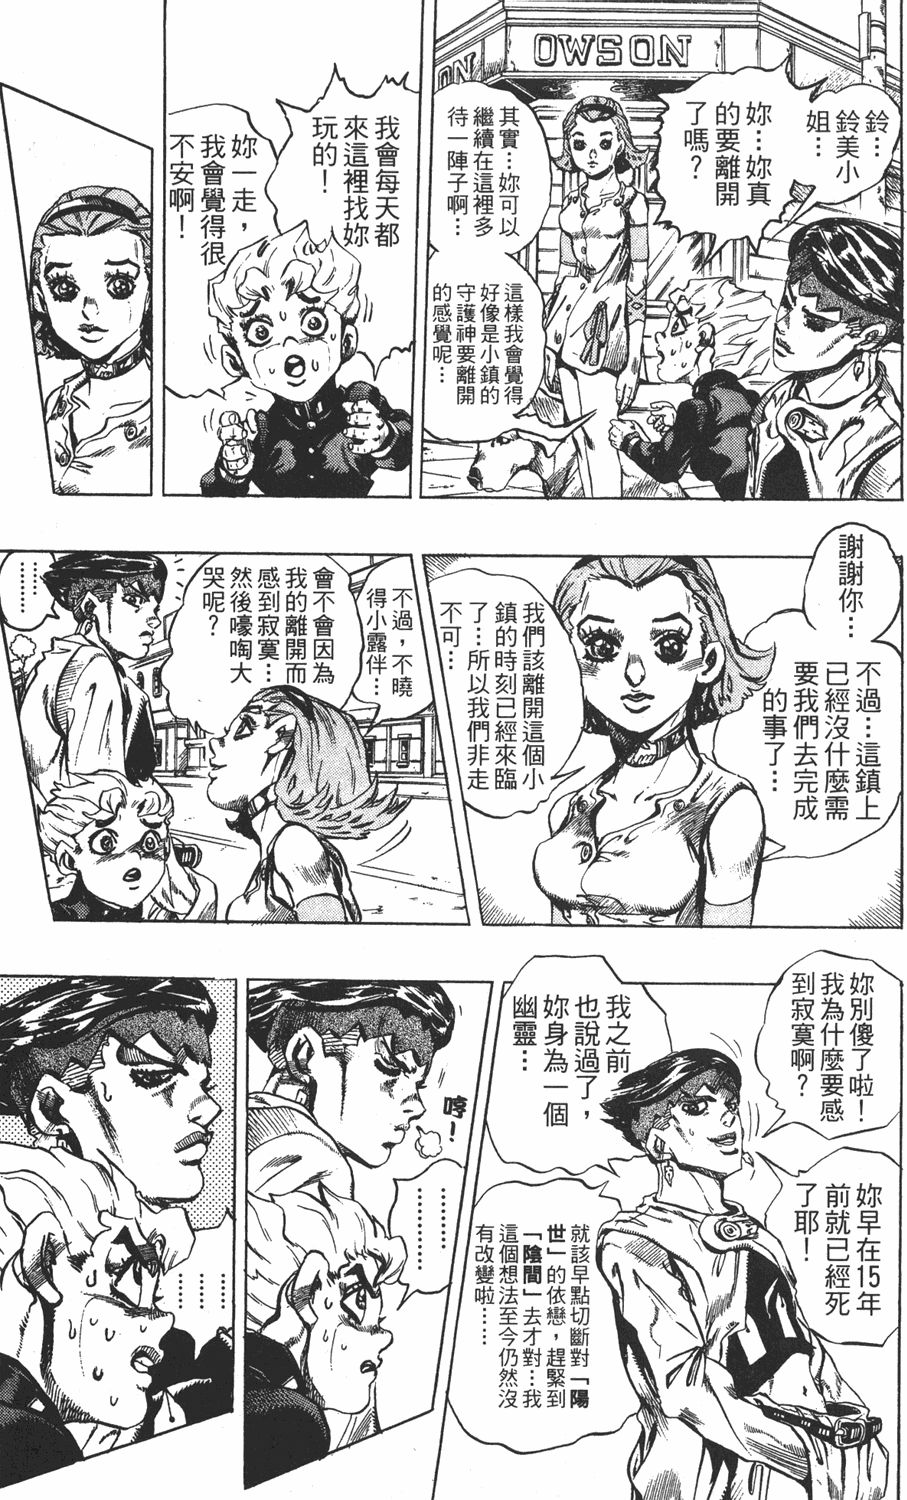 OWSON
ON
鈴…
鈴美小
姐…
妳…妳真
的要離開
了嗎？
其實…妳可以
繼續在這裡多
待一陣子啊…
這樣我會覺得
好像是小鎮的
守護神要離開
的感覺呢…
我會每天都
來這裡找妳
玩的！
妳一走，
我會覺得很
不安啊！
謝謝你…
不過…這鎮上
已經沒什麼需
要我們去完成
的事了…
我們該離開這個小
鎮的時刻已經來臨
了…所以我們非走
不可…
不過，不曉
得小露伴…
會不會因為
我的離開而
感到寂寞…
然後嚎啕大
哭呢？
……
妳別傻了啦！
我為什麼要感
到寂寞啊？
妳早在15年
前就已經死
了耶！
我之前
也說過了，
妳身為一個
幽靈…
就該早點切斷對「陽
世」的依戀，趕緊到
「陰間」去才對…我
這個想法至今仍然沒
有改變啦……
哼！
……
……
……
……